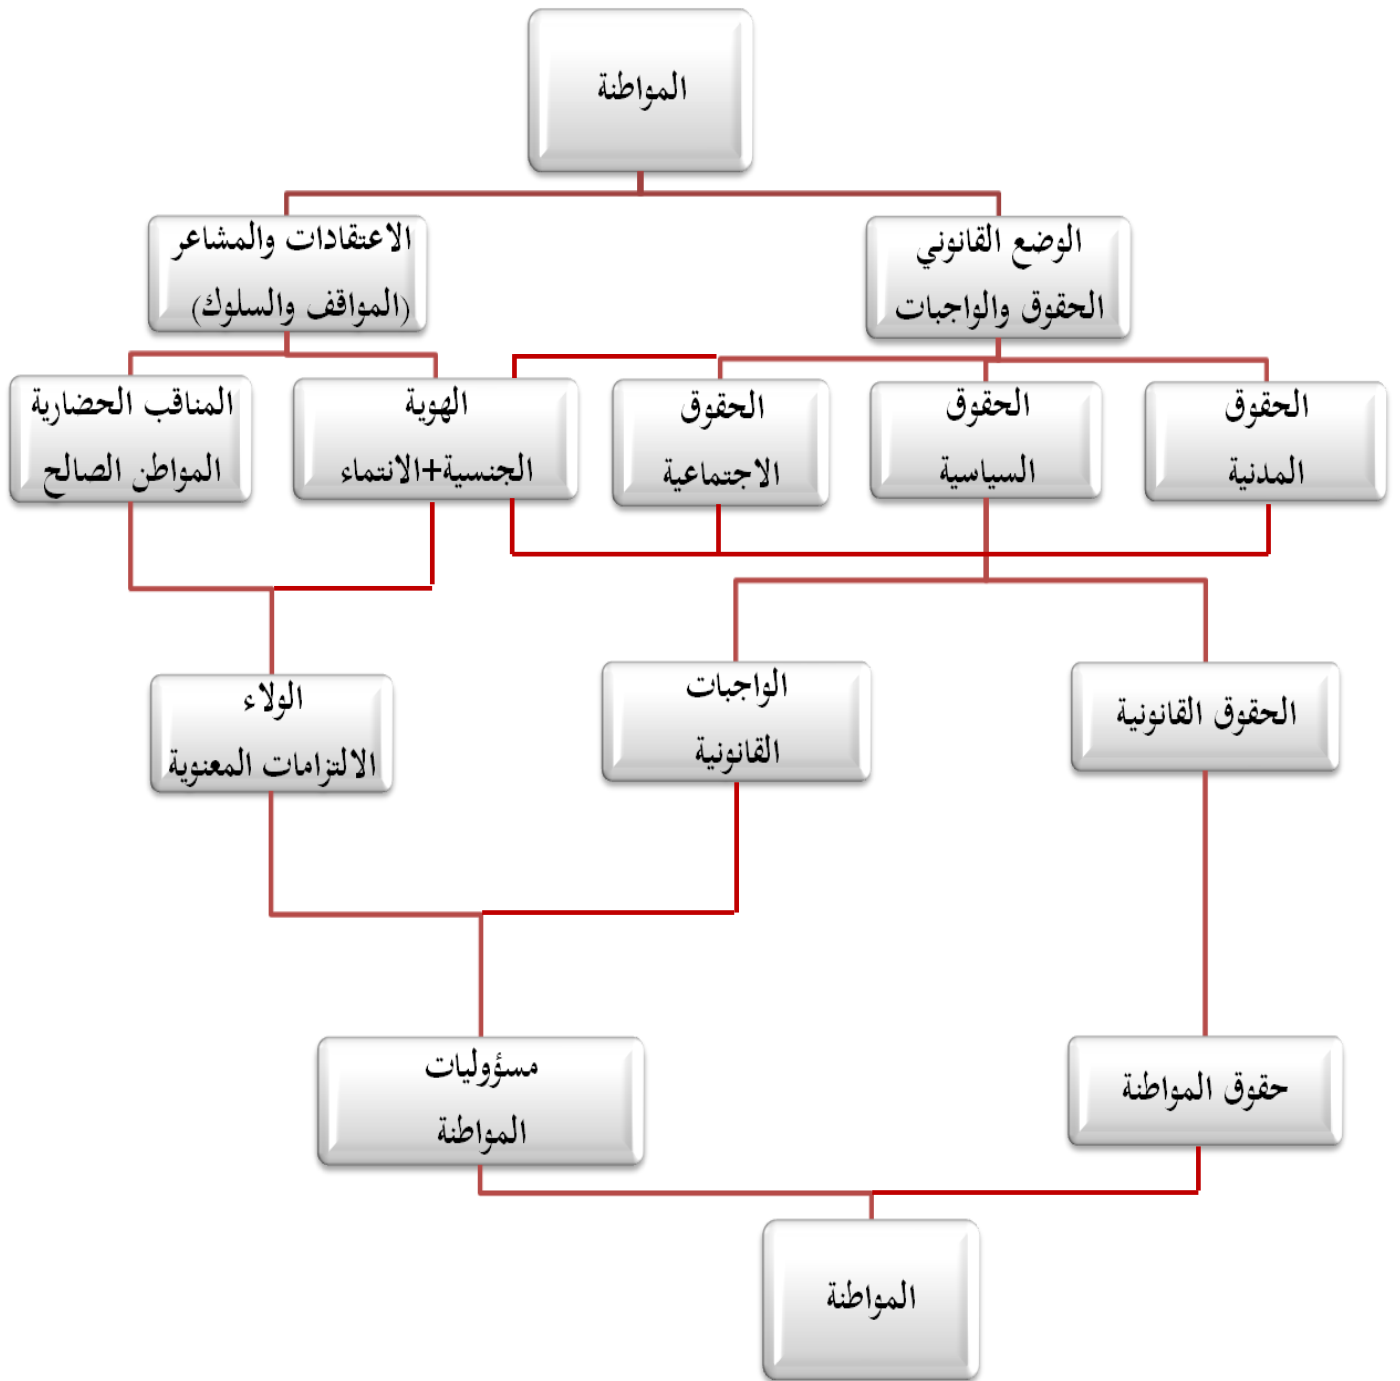 المواطنة
الوضع القانوني
الحقوق والواجبات
الاعتقادات والمشاعر
(المواقف والسلوك)
الحقوق
المدنية
الحقوق
السياسية
الحقوق
الاجتماعية
الهوية
الجنسية+الانتماء
المناقب الحضارية
المواطن الصالح
الحقوق القانونية
الواجبات
القانونية
الولاء
الالتزامات المعنوية
حقوق المواطنة
مسؤوليات
المواطنة
المواطنة